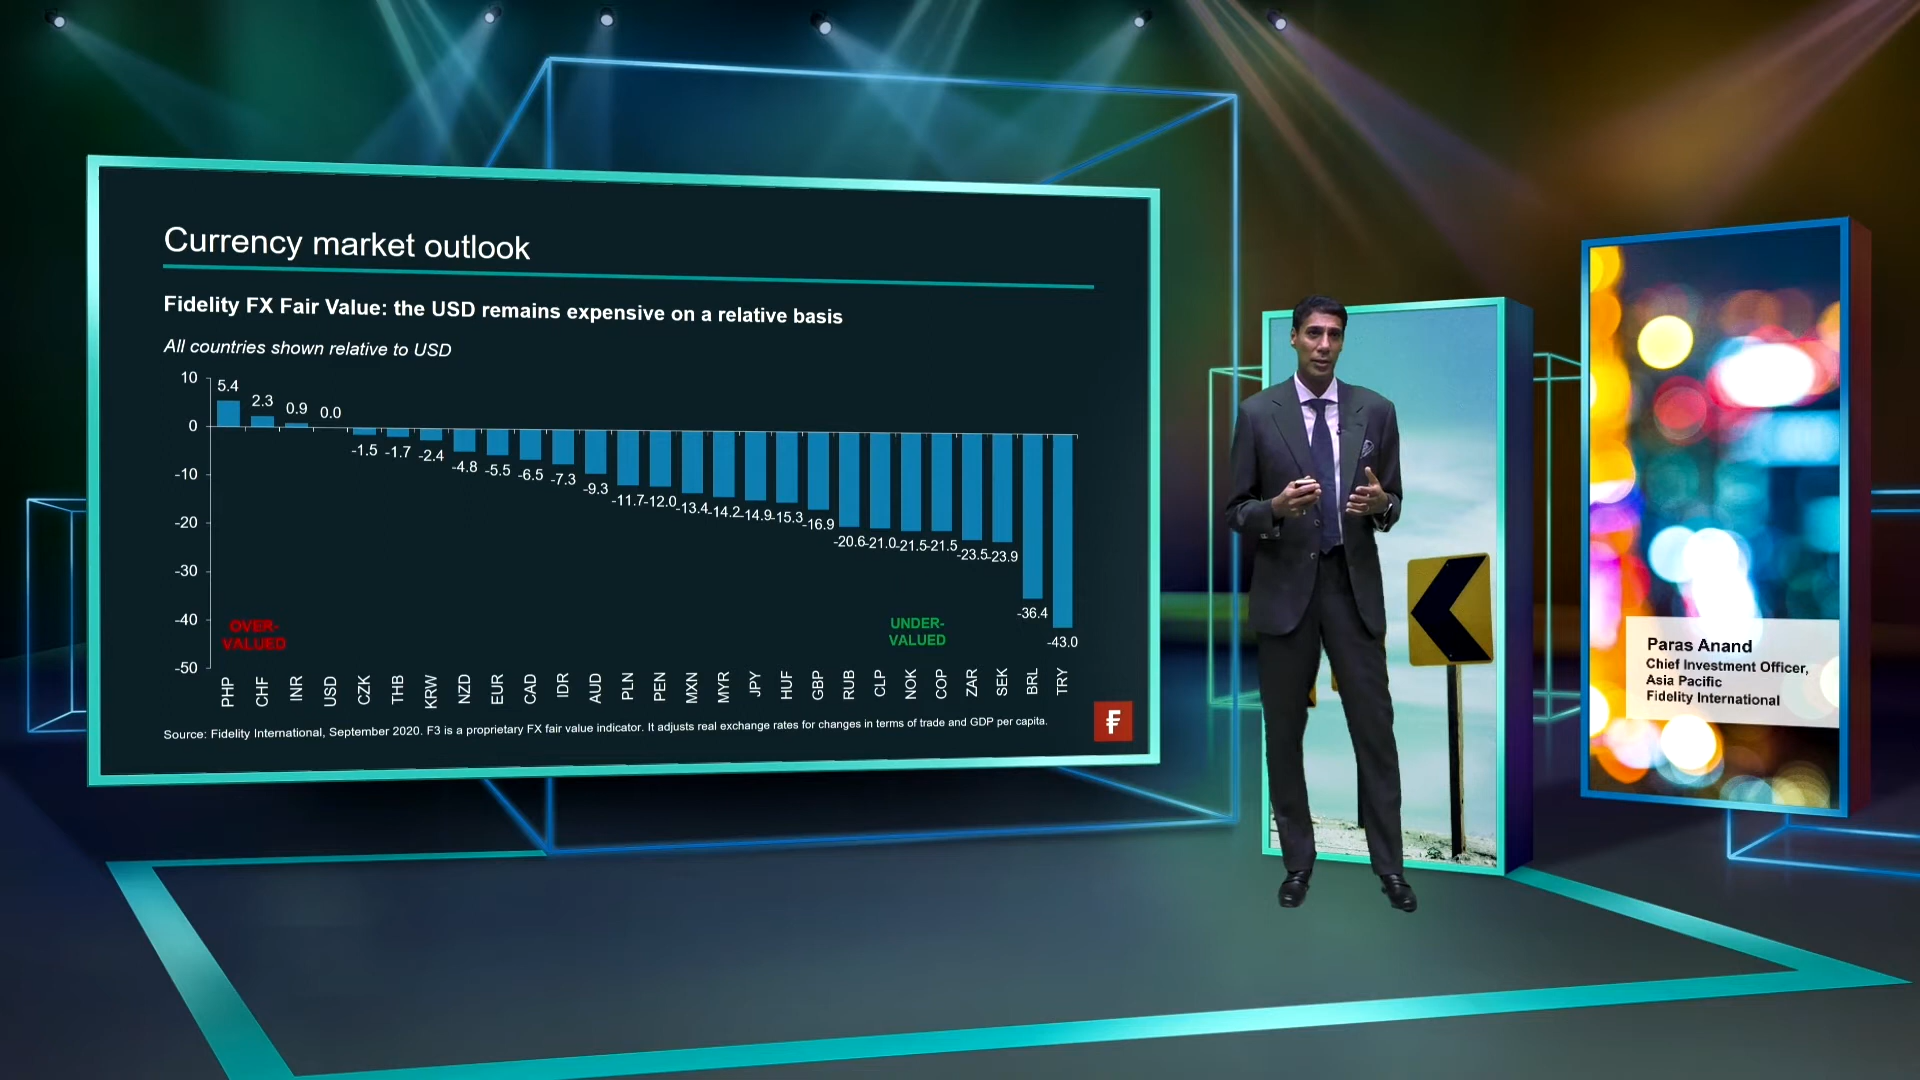 Currency market outlook
Fidelity FX Fair Value: the USD remains expensive on a relative basis
All countries shown relative to USD
10
0
-10
-20
-30
-40
-50
5.4
2.3
0.9
0.0
-1.5
-1.7
-2.4
-4.8
-5.5
-6.5
-7.3
-9.3
-11.7
-12.0
-13.4
-14.2
-14.9
-15.3
-16.9
-20.6
-21.0
-21.5
-21.5
-23.5
-23.9
-36.4
-43.0
OVER-
VALUED
UNDER-
VALUED
PHP
CHF
INR
USD
CZK
THB
KRW
NZD
EUR
CAD
IDR
AUD
PLN
PEN
MXN
MYR
JPY
HUF
GBP
RUB
CLP
NOK
COP
ZAR
SEK
BRL
TRY
Source: Fidelity International, September 2020. F3 is a proprietary FX fair value indicator. It adjusts real exchange rates for changes in terms of trade and GDP per capita.
Paras Anand
Chief Investment Officer,
Asia Pacific
Fidelity International